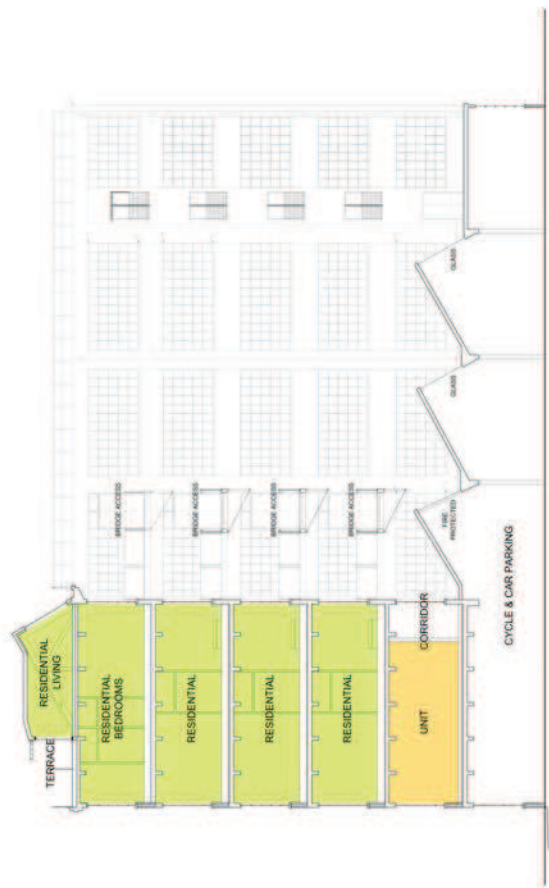 TERRACE
RESIDENTIAL
LIVING
RESIDENTIAL
BEDROOMS
BRIDGE ACCESS
RESIDENTIAL
BRIDGE ACCESS
RESIDENTIAL
BRIDGE ACCESS
RESIDENTIAL
BRIDGE ACCESS
UNIT
CORRIDOR
FIRE
PROTECTED
GLASS
GLASS
CYCLE & CAR PARKING